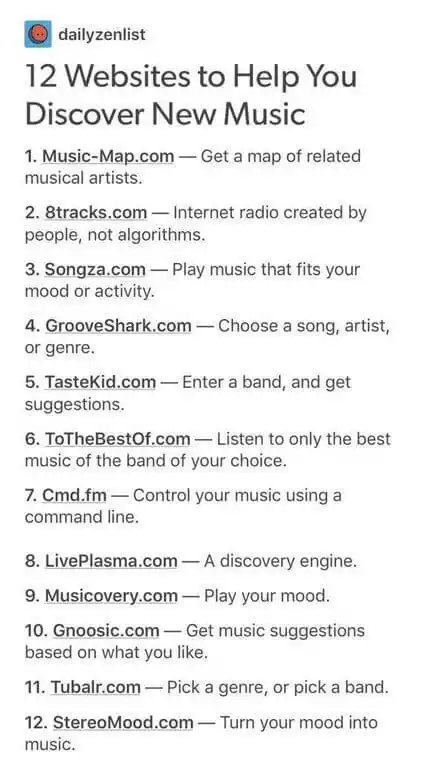 dailyzenlist
12 Websites to Help You
Discover New Music
1. Music-Map.com — Get a map of related
musical artists.
2. 8tracks.com — Internet radio created by
people, not algorithms.
3. Songza.com — Play music that fits your
mood or activity.
4. GrooveShark.com — Choose a song, artist,
or genre.
5. TasteKid.com — Enter a band, and get
suggestions.
6. ToTheBestOf.com — Listen to only the best
music of the band of your choice.
7. Cmd.fm — Control your music using a
command line.
8. LivePlasma.com — A discovery engine.
9. Musicovery.com — Play your mood.
10. Gnoosic.com — Get music suggestions
based on what you like.
11. Tubalr.com — Pick a genre, or pick a band.
12. StereoMood.com — Turn your mood into
music.